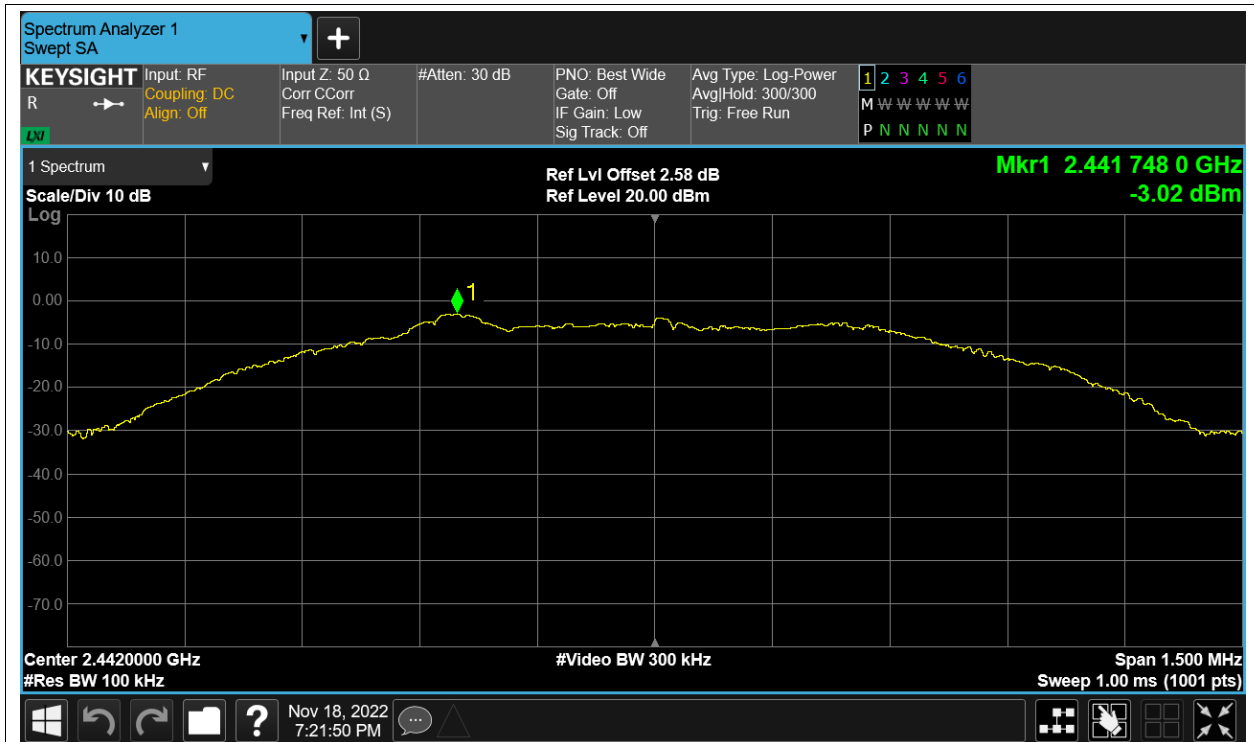 Spectrum Analyzer 1
Swept SA
KEYSIGHT
R
LXI
Input: RF
Coupling: DC
Align: Off
Input Z: 50 Ω
Corr CCorr
Freq Ref: Int (S)
#Atten: 30 dB
PNO: Best Wide
Gate: Off
IF Gain: Low
Sig Track: Off
Avg Type: Log-Power
Avg|Hold: 300/300
Trig: Free Run
1 2 3 4 5 6
M W W W W W W
P N N N N N
1 Spectrum
Scale/Div 10 dB
Log
Ref Lvl Offset 2.58 dB
Ref Level 20.00 dBm
Mkr1 2.441 748 0 GHz
-3.02 dBm
1
10.0
0.00
-10.0
-20.0
-30.0
-40.0
-50.0
-60.0
-70.0
Center 2.4420000 GHz
#Res BW 100 kHz
#Video BW 300 kHz
Span 1.500 MHz
Sweep 1.00 ms (1001 pts)
?
Nov 18, 2022
7:21:50 PM